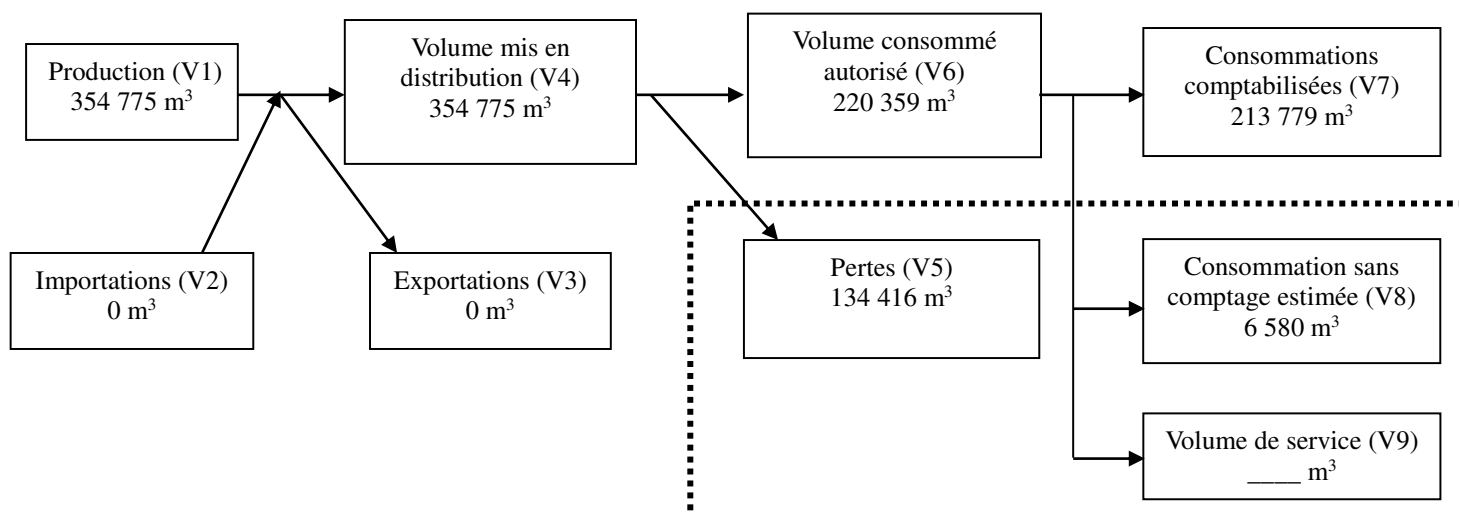 Production (V1)
354 775 m³
Volume mis en
distribution (V4)
354 775 m³
Volume consommé
autorisé (V6)
220 359 m³
Consommations
comptabilisées (V7)
213 779 m³
Importations (V2)
0 m³
Exportations (V3)
0 m³
Pertes (V5)
134 416 m³
Consommation sans
comptage estimée (V8)
6 580 m³
Volume de service (V9)
____ m³